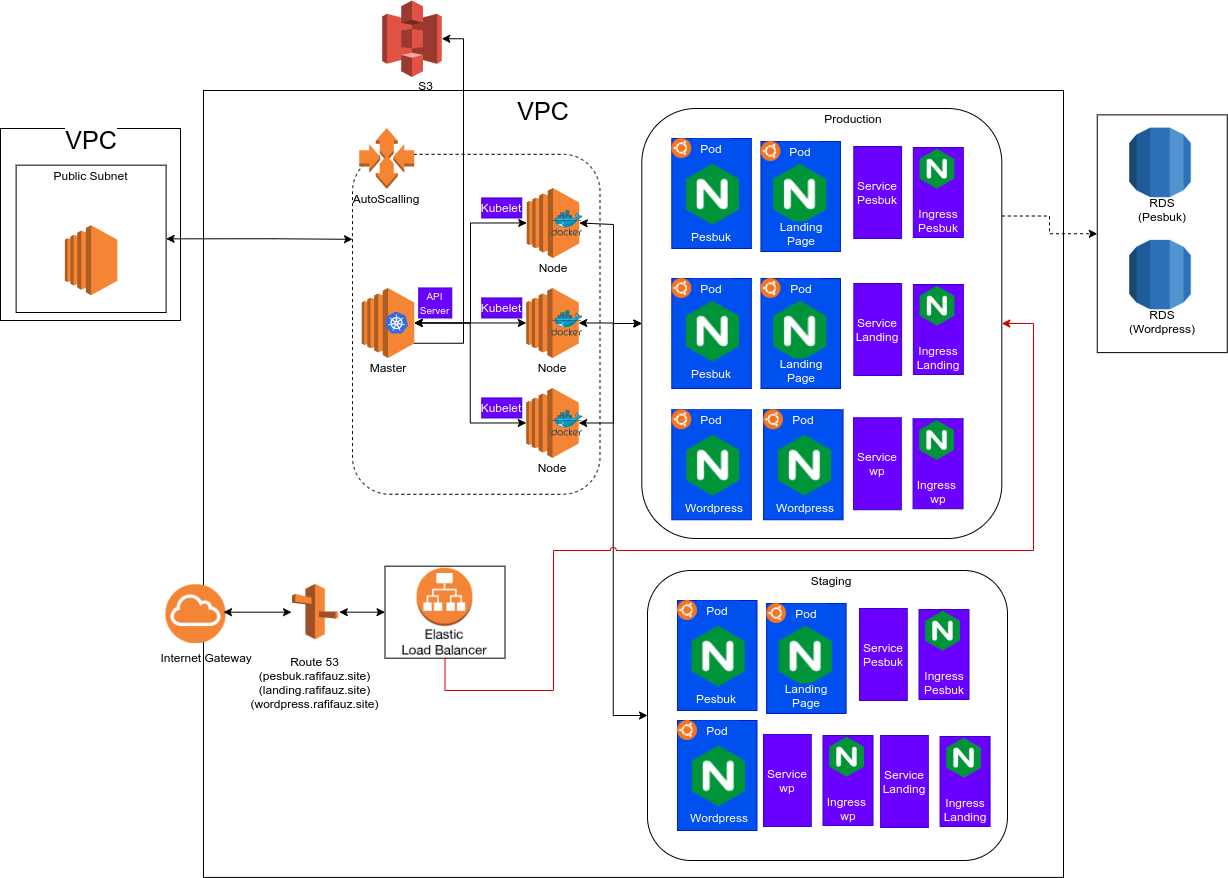 S3
VPC
VPC
Public Subnet
AutoScalling
Kubelet
docker
Node
API
Server
Kubelet
docker
Node
Master
Kubelet
docker
Node
Production
Pod
Pesbuk
Pod
Landing
Page
Service
Pesbuk
Ingress
Pesbuk
Pod
Pesbuk
Pod
Landing
Page
Service
Landing
Ingress
Landing
Pod
Wordpress
Pod
Wordpress
Service
wp
Ingress
wp
RDS
(Pesbuk)
RDS
(Wordpress)
Internet Gateway
Route 53
(pesbuk.rafifauz.site)
(landing.rafifauz.site)
(wordpress.rafifauz.site)
Elastic
Load Balancer
Staging
Pod
Pesbuk
Pod
Landing
Page
Service
Pesbuk
Ingress
Pesbuk
Pod
Wordpress
Service
wp
Ingress
wp
Service
Landing
Ingress
Landing